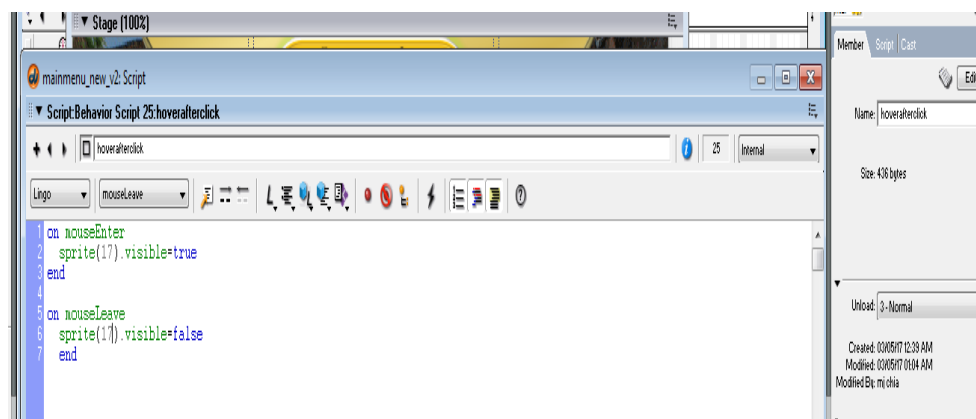 Stage (100%)
Member Script Cast
mainmenu_new_v2: Script
Script:Behavior Script 25:hoverafterclick
Name: hoverafterclick
hoverafterclick
25
Internal
Size: 436 bytes
Lingo
mouseLeave
1 on mouseEnter
2 sprite(17).visible=true
3 end
4
5 on mouseLeave
6 sprite(17).visible=false
7 end
Unload: 3 - Normal
Created: 03/05/17 12:39 AM
Modified: 03/05/17 01:04 AM
Modified By: mj chia